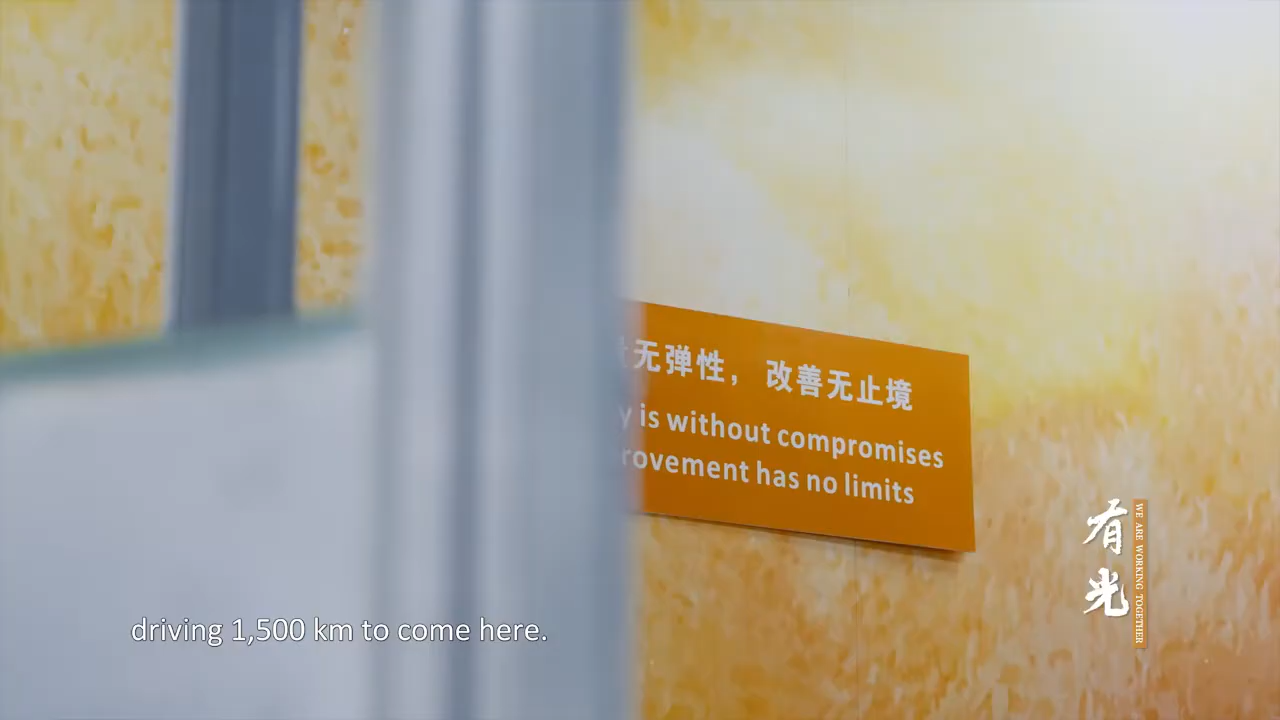 无弹性，改善无止境
is without compromises
has no limits
driving 1,500 km to come here.
有光
WE ARE WORKING TOGETHER